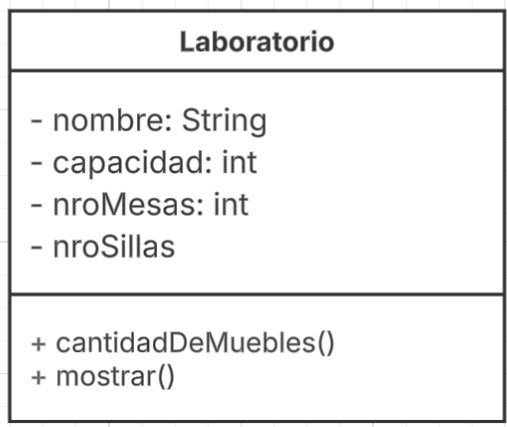 Laboratorio
- nombre: String
- capacidad: int
- nroMesas: int
- nroSillas
+ cantidadDeMuebles()
+ mostrar()